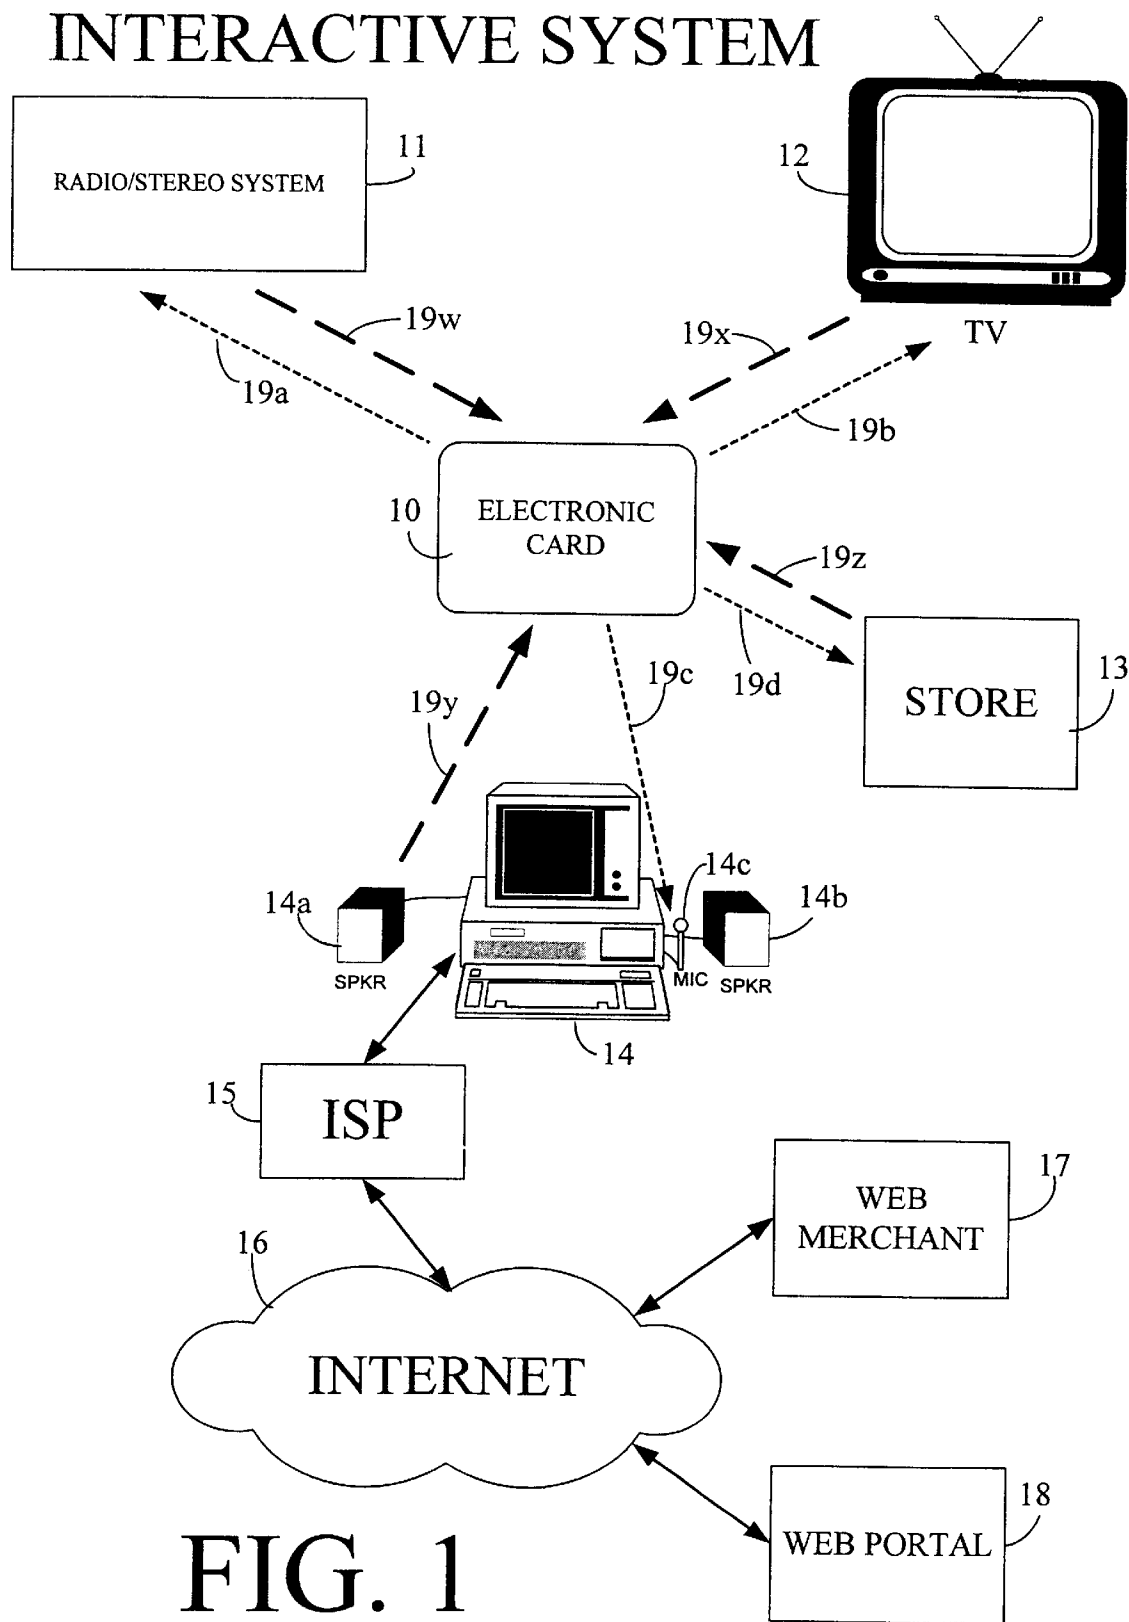 INTERACTIVE SYSTEM
RADIO/STEREO SYSTEM
11
12
TV
19w
19x
19a
19b
10
ELECTRONIC
CARD
19z
19c
19d
13
STORE
19y
14c
14a
14b
SPKR
MIC
SPKR
14
15
ISP
17
WEB
MERCHANT
16
INTERNET
18
WEB PORTAL
FIG. 1